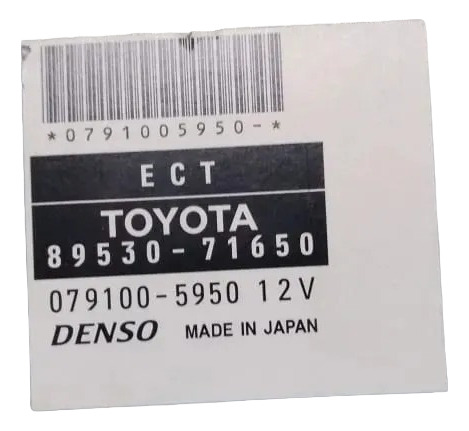 *0791005950-*
ECT
TOYOTA
89530-71650
079100-5950 12V
DENSO MADE IN JAPAN